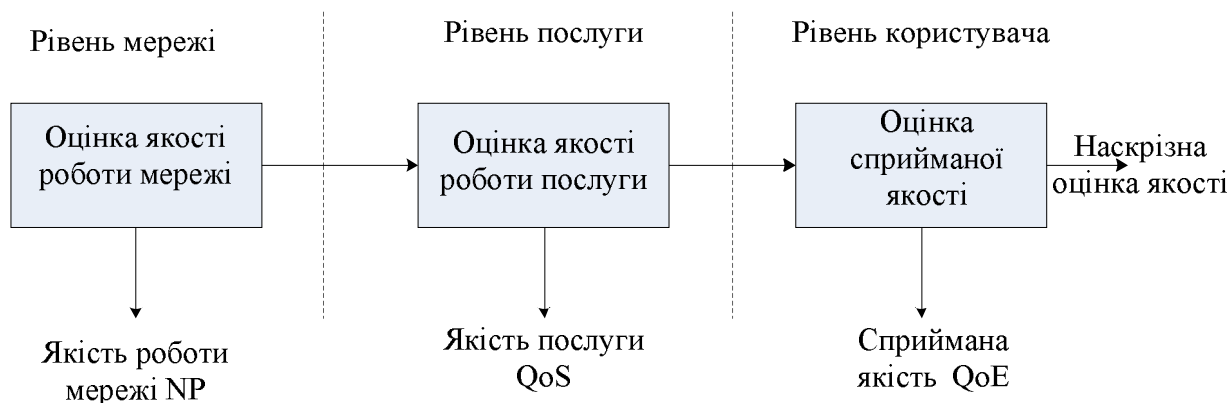 Рівень мережі
Рівень послуги
Рівень користувача
Оцінка якості
роботи мережі
Оцінка якості
роботи послуги
Оцінка
сприйманої
якості
Наскрізна
оцінка якості
Якість роботи
мережі NP
Якість послуги
QoS
Сприймана
якість QoE